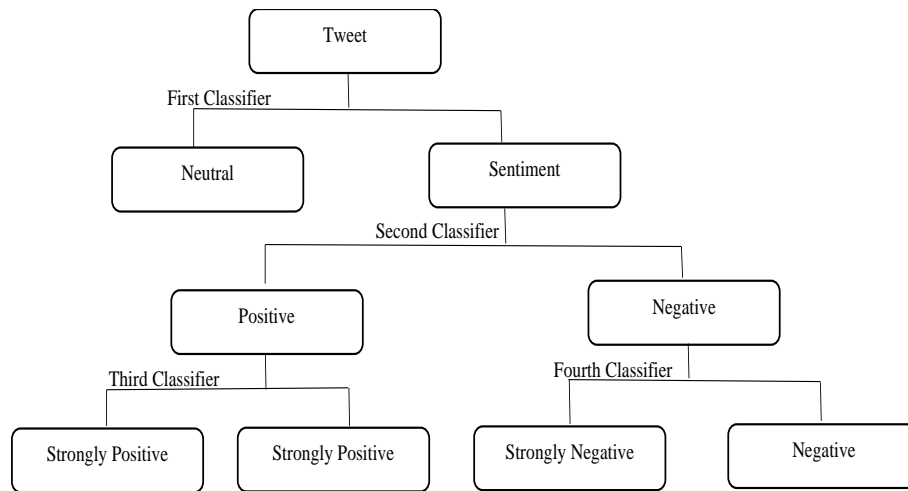 Tweet
First Classifier
Neutral
Sentiment
Second Classifier
Positive
Negative
Third Classifier
Fourth Classifier
Strongly Positive
Strongly Positive
Strongly Negative
Negative